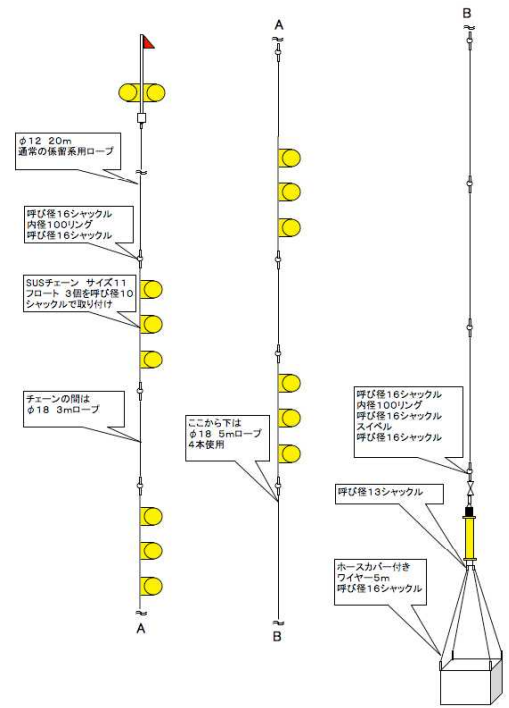 φ12 20m
通常の係留系用ロープ
呼び径16シャックル
内径100リング
呼び径16シャックル
SUSチェーン サイズ11
フロート 3個を呼び径10
シャックルで取り付け
チェーンの間は
φ18 3mロープ
A
A
ここから下は
φ18 5mロープ
4本使用
B
B
呼び径16シャックル
内径100リング
呼び径16シャックル
スイベル
呼び径16シャックル
呼び径13シャックル
ホースカバー付き
ワイヤー5m
呼び径16シャックル